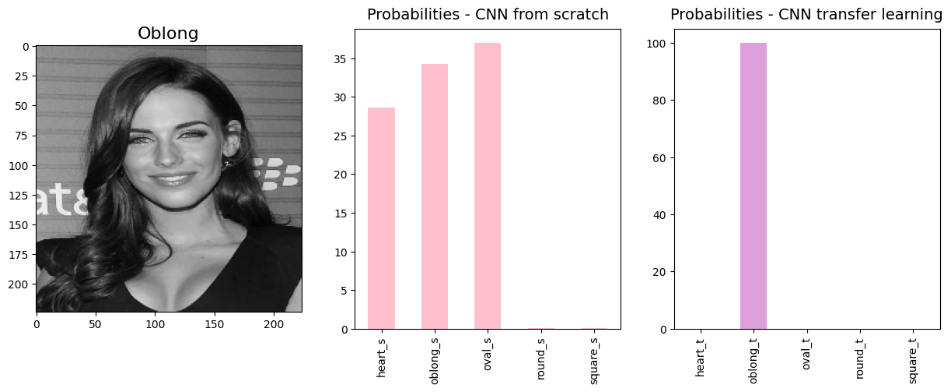 Oblong
0
25
50
75
100
125
150
175
200
0 50 100 150 200
at&
Probabilities - CNN from scratch
35
30
25
20
15
10
5
0
heart_s
oblong_s
oval_s
round_s
square_s
Probabilities - CNN transfer learning
100
80
60
40
20
0
heart_t
oblong_t
oval_t
round_t
square_t